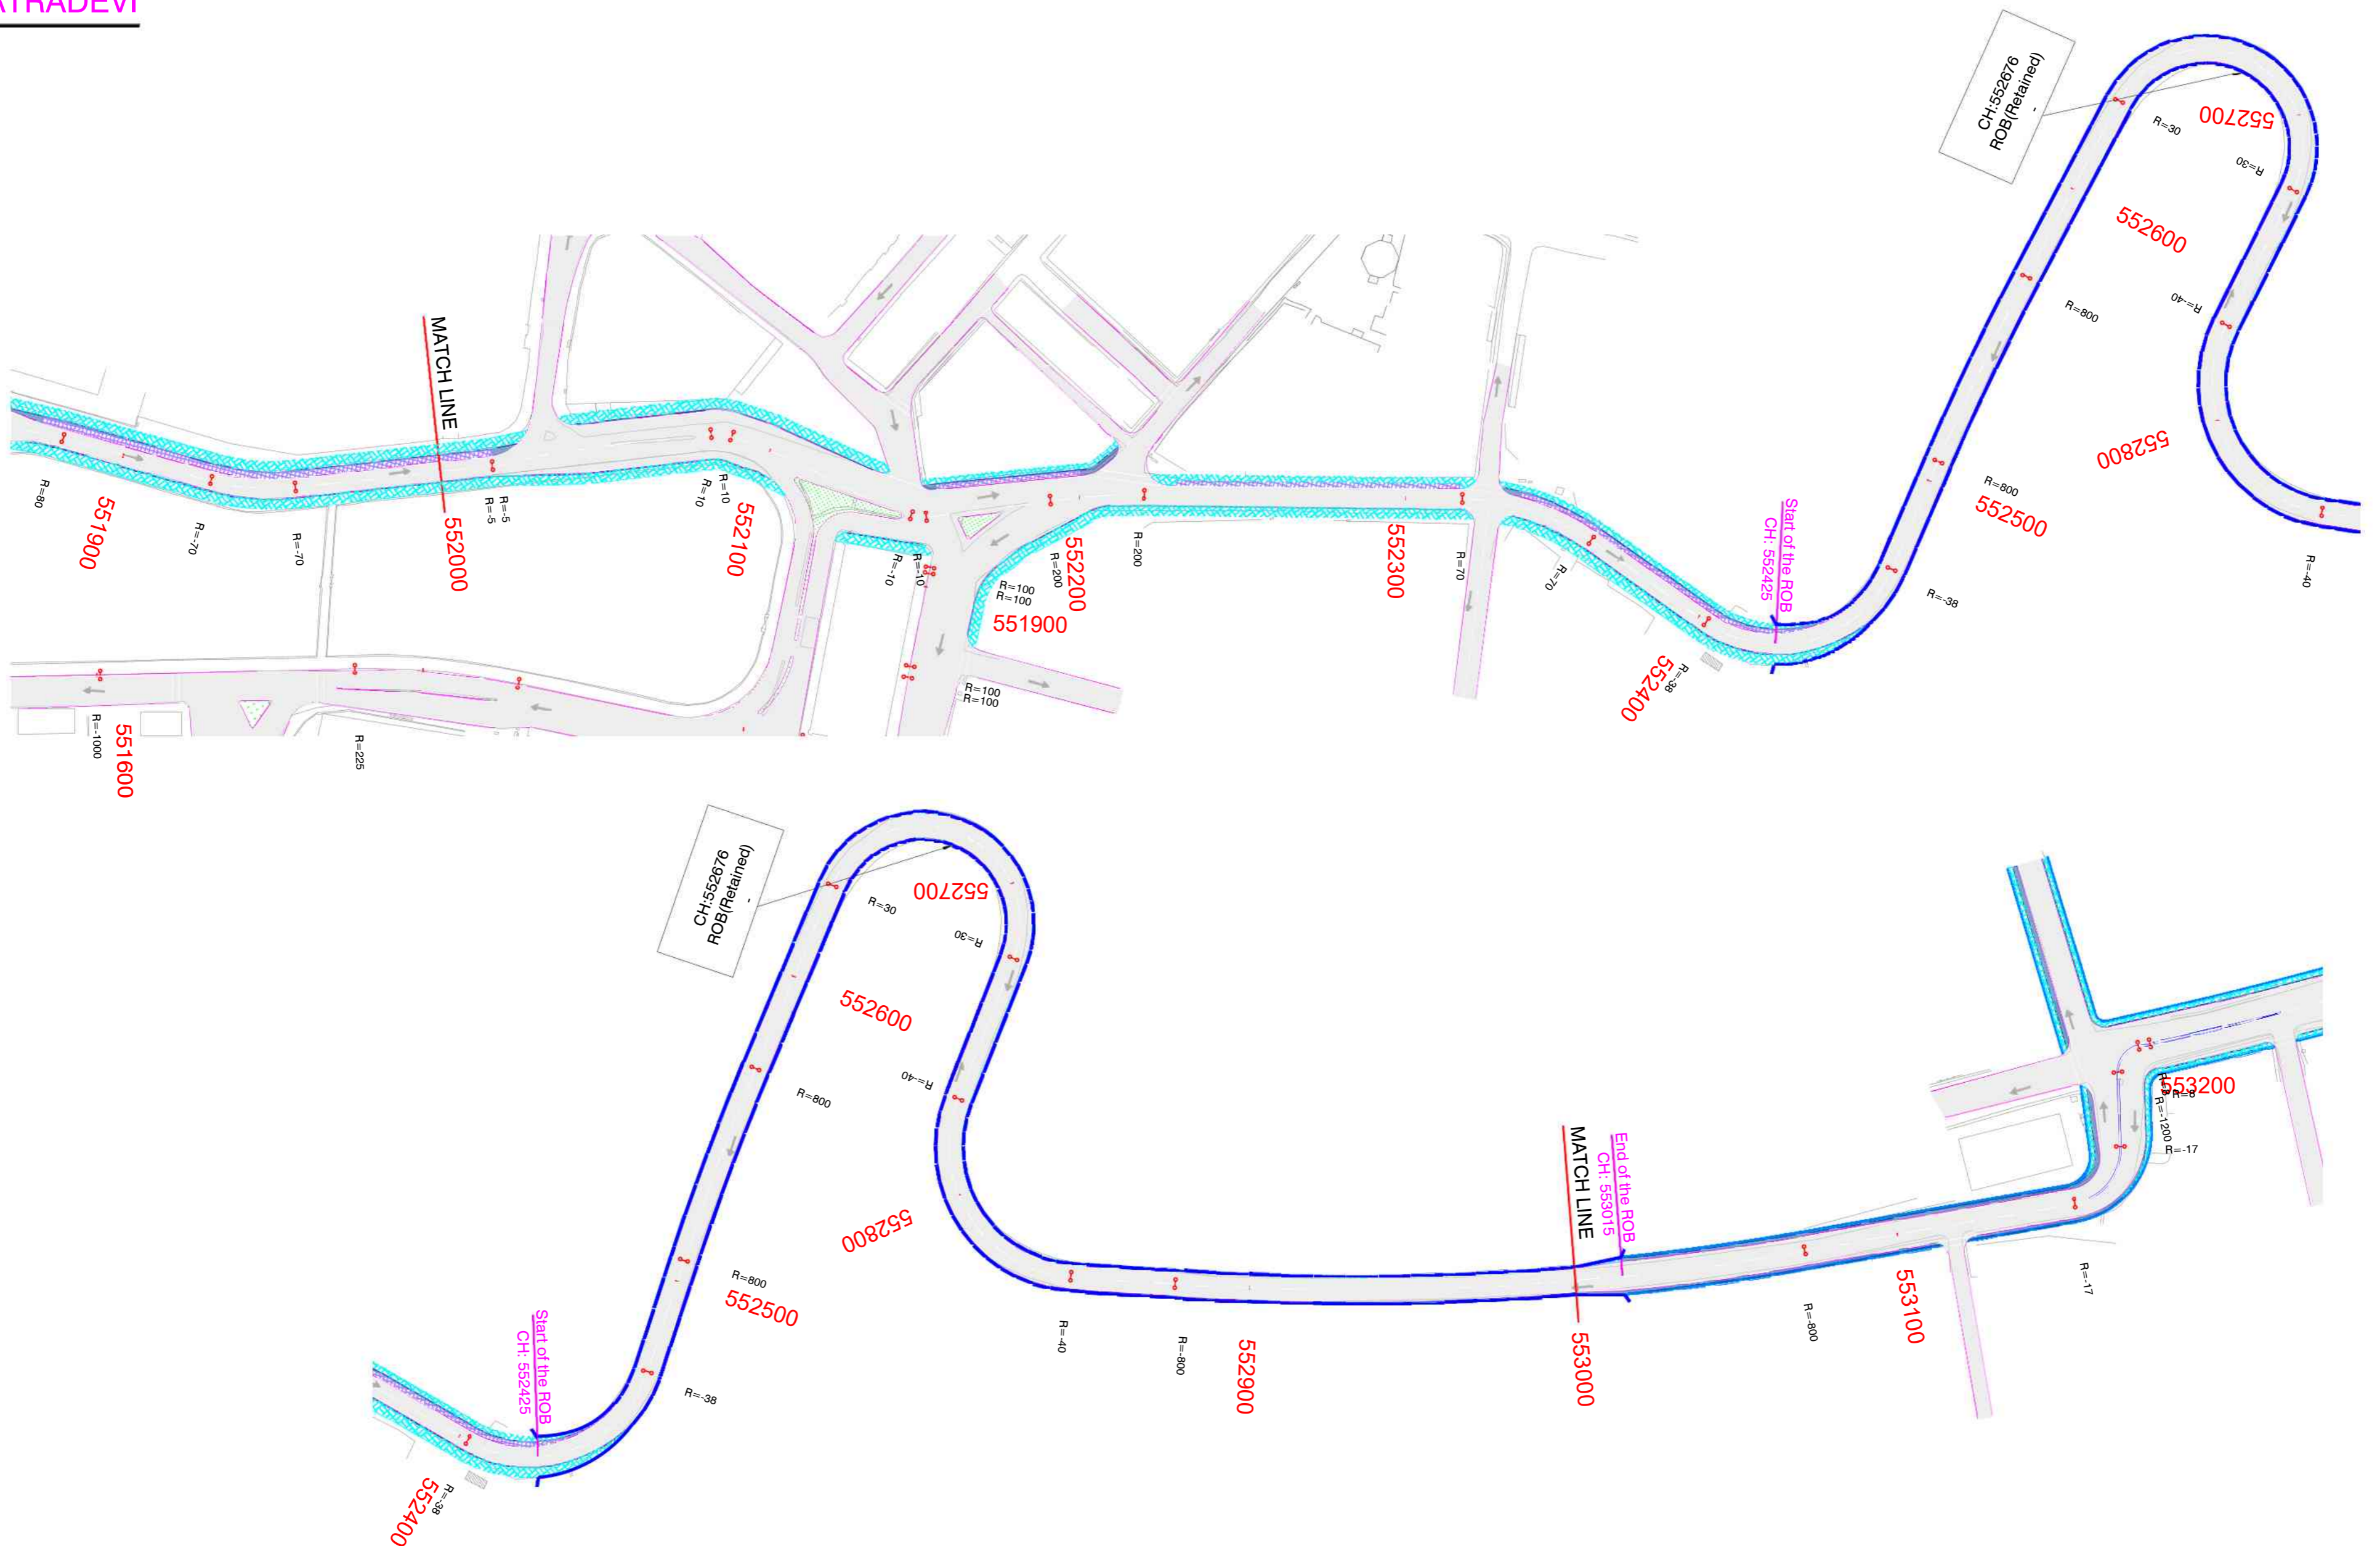 ATRADEVI
CH:552676
ROB(Retained)
-
552700
R=30
R=30
552600
R=-40
R=800
552800
R=800
552500
R=-40
R=-38
Start of the ROB
CH: 552425
MATCH LINE
R=80
551900
R=-70
R=-70
552000
R=-5
R=-5
R=10
R=10
552100
R=-10
R=-10
R=100
R=100
551900
R=200
552200
R=200
552300
R=70
R=70
552400
R=-38
R=100
R=100
R=-1000
551600
R=225
CH:552676
ROB(Retained)
-
552700
R=30
R=30
552600
R=-40
R=800
552800
R=800
552500
R=-38
Start of the ROB
CH: 552425
552400
R=-38
R=-40
R=-800
552900
MATCH LINE
553000
End of the ROB
CH: 553015
R=-800
553100
R=-17
553200
R=8
R=-1200
R=-17